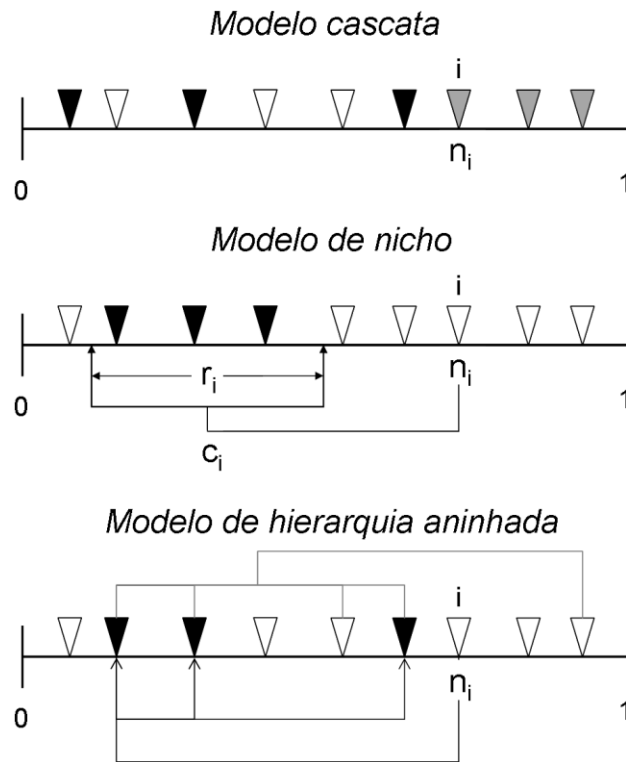 Modelo cascata
i
n_i
0
1
Modelo de nicho
i
r_i
n_i
0
1
c_i
Modelo de hierarquia aninhada
i
n_i
0
1